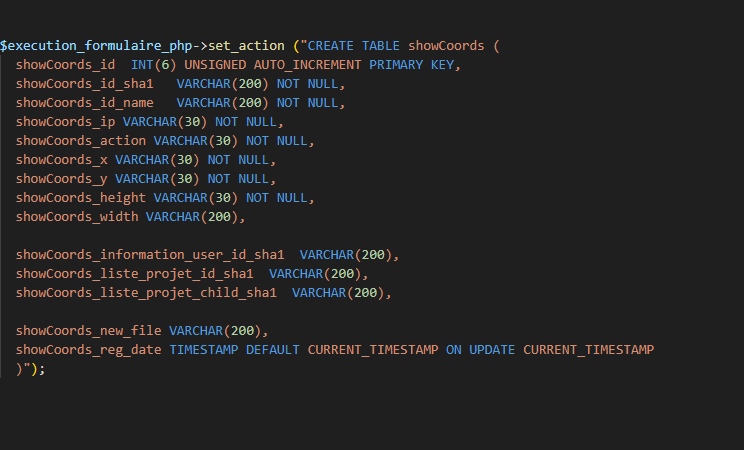 $execution_formulaire_php->set_action ("CREATE TABLE showCoords (
showCoords_id  INT(6) UNSIGNED AUTO_INCREMENT PRIMARY KEY,
showCoords_id_sha1   VARCHAR(200) NOT NULL,
showCoords_id_name   VARCHAR(200) NOT NULL,
showCoords_ip VARCHAR(30) NOT NULL,
showCoords_action VARCHAR(30) NOT NULL,
showCoords_x VARCHAR(30) NOT NULL,
showCoords_y VARCHAR(30) NOT NULL,
showCoords_height VARCHAR(30) NOT NULL,
showCoords_width VARCHAR(200),
showCoords_information_user_id_sha1  VARCHAR(200),
showCoords_liste_projet_id_sha1  VARCHAR(200),
showCoords_liste_projet_child_sha1  VARCHAR(200),
showCoords_new_file VARCHAR(200),
showCoords_reg_date TIMESTAMP DEFAULT CURRENT_TIMESTAMP ON UPDATE CURRENT_TIMESTAMP
)");